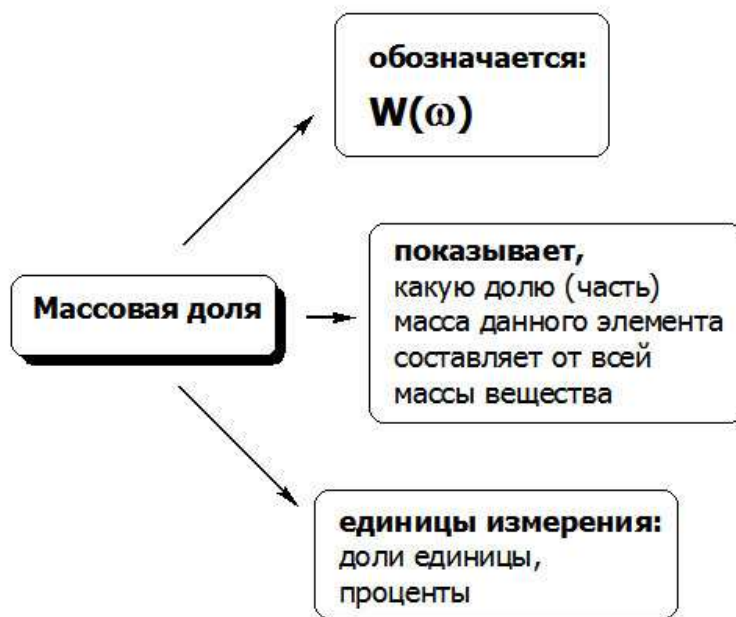 обозначается:
W(ω)
показывает,
какую долю (часть)
масса данного элемента
составляет от всей
массы вещества
Массовая доля
единицы измерения:
доли единицы,
проценты